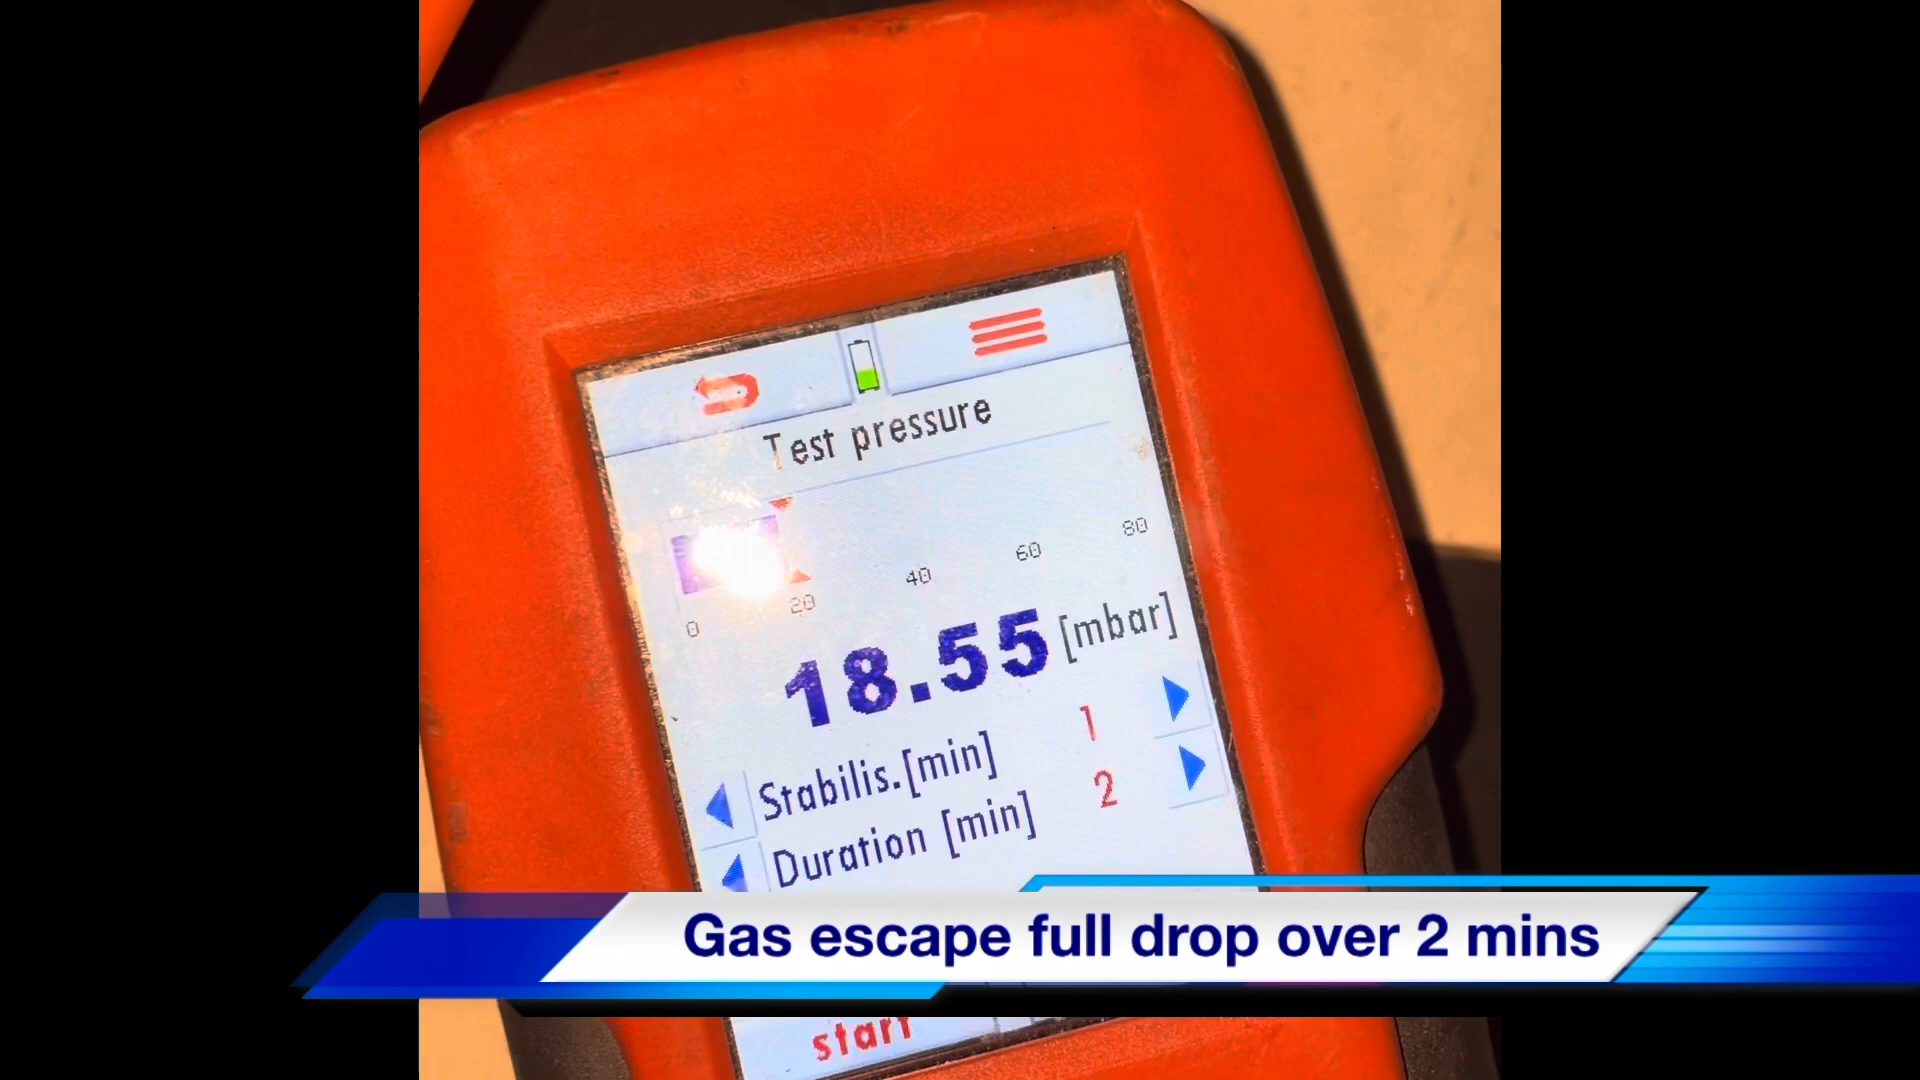 Test pressure
0 20 40 60 80
18.55 [mbar]
Stabilis.[min] 1
Duration [min] 2
Gas escape full drop over 2 mins
start